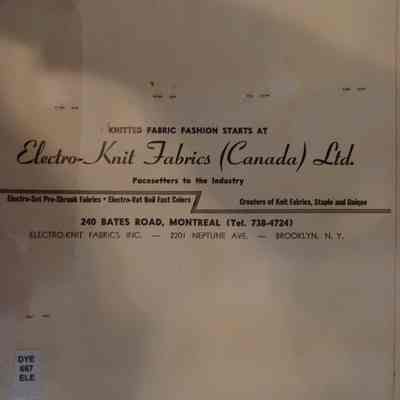 KNITTED FABRIC FASHION STARTS AT
Electro-Knit Fabrics (Canada) Ltd.
Pacesetters to the Industry
Electro-Set Pre-Shrunk Fabrics • Electro-Vat Boil Fast Colors
Creators of Knit Fabrics, Staple and Unique
240 BATES ROAD, MONTREAL (Tel. 738-4724)
ELECTRO-KNIT FABRICS INC. — 2201 NEPTUNE AVE. — BROOKLYN, N. Y.
DYE
667
ELE